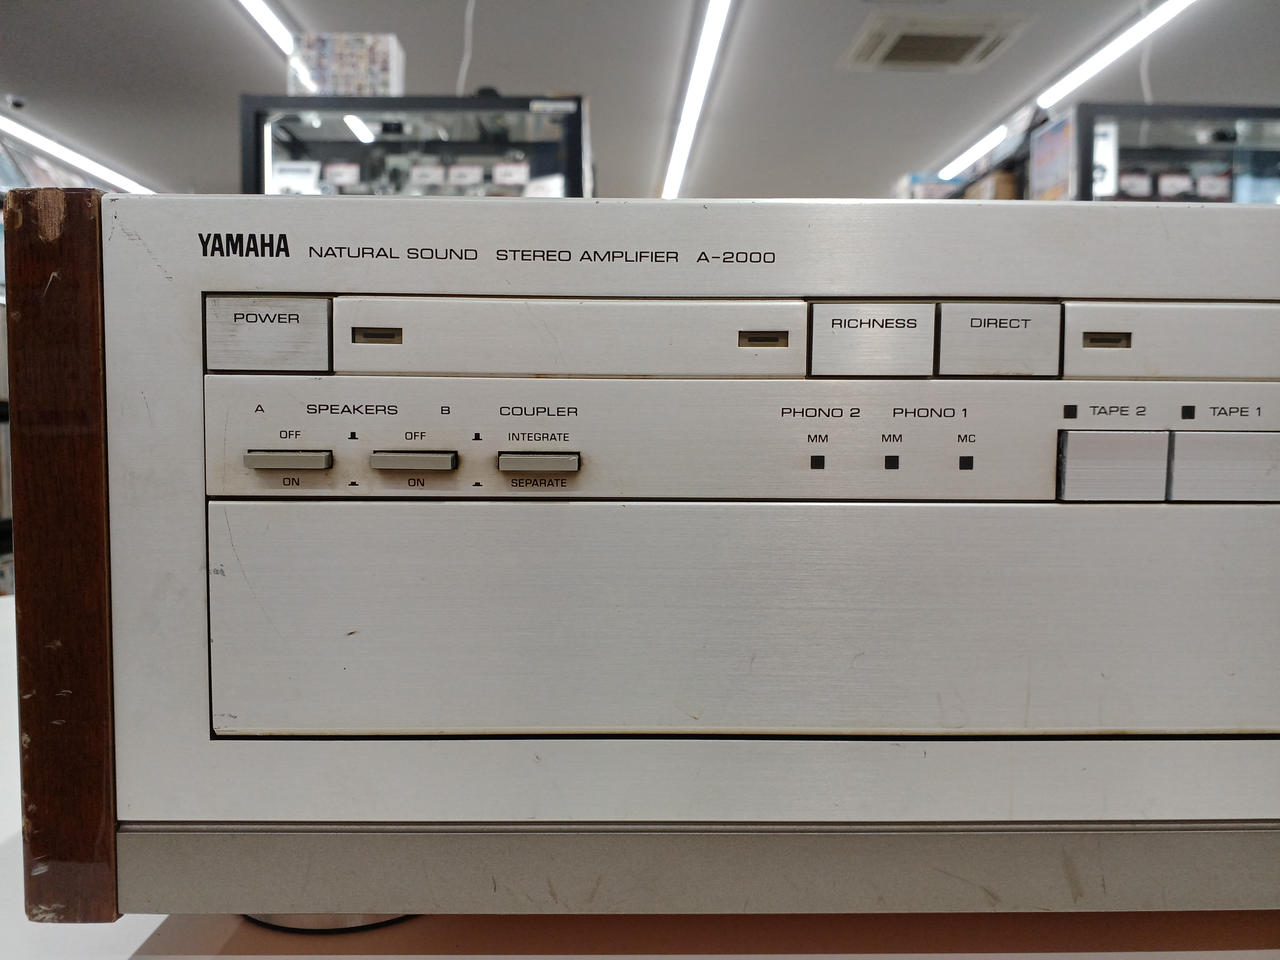 YAMAHA NATURAL SOUND STEREO AMPLIFIER A-2000
POWER RICHNESS DIRECT
A SPEAKERS B COUPLER PHONO 2 PHONO 1 TAPE 2 TAPE 1
OFF OFF INTEGRATE MM MM MC
ON ON SEPARATE